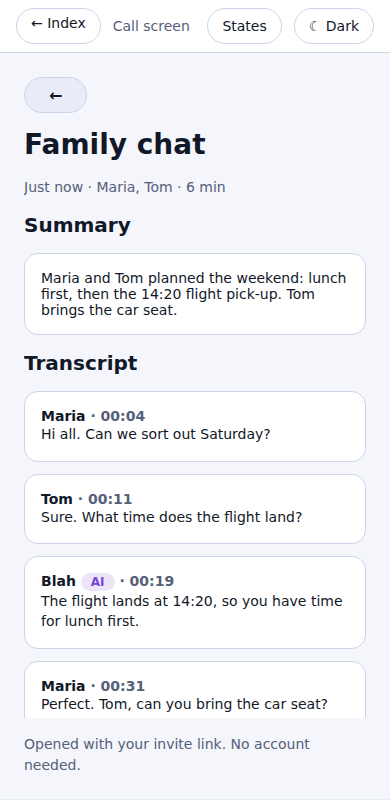 ← Index
Call screen
States
☾ Dark
←
Family chat
Just now · Maria, Tom · 6 min
Summary
Maria and Tom planned the weekend: lunch
first, then the 14:20 flight pick-up. Tom
brings the car seat.
Transcript
Maria · 00:04
Hi all. Can we sort out Saturday?
Tom · 00:11
Sure. What time does the flight land?
Blah AI · 00:19
The flight lands at 14:20, so you have time
for lunch first.
Maria · 00:31
Perfect. Tom, can you bring the car seat?
Opened with your invite link. No account
needed.